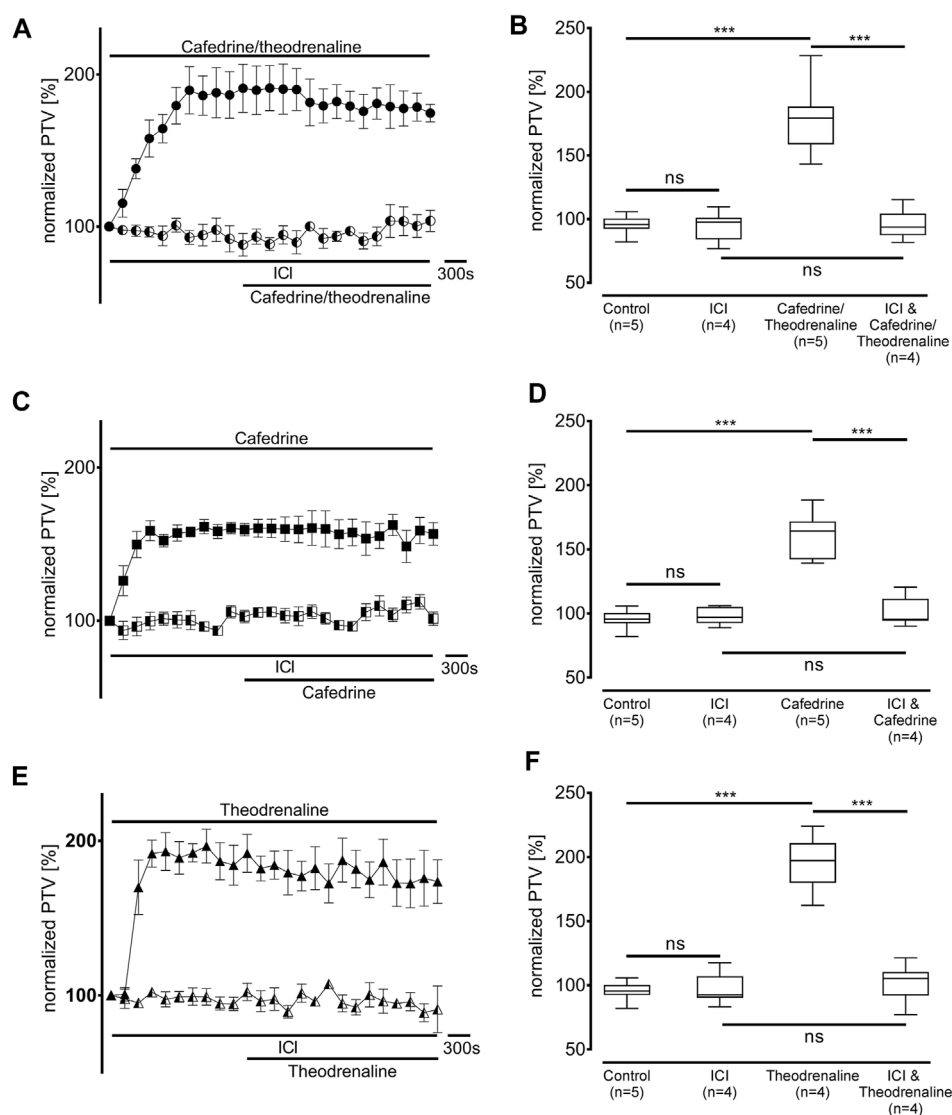 A
Cafedrine/theodrenaline
normalized PTV [%]
200
100
ICI
300s
Cafedrine/theodrenaline
B
normalized PTV [%]
250
200
150
100
50
***
***
ns
ns
Control
(n=5)
ICI
(n=4)
Cafedrine/
Theodrenaline
(n=5)
ICI &
Cafedrine/
Theodrenaline
(n=4)
C
Cafedrine
normalized PTV [%]
200
100
ICI
300s
Cafedrine
D
normalized PTV [%]
250
200
150
100
50
***
***
ns
ns
Control
(n=5)
ICI
(n=4)
Cafedrine
(n=5)
ICI &
Cafedrine
(n=4)
E
Theodrenaline
normalized PTV [%]
200
100
ICI
300s
Theodrenaline
F
normalized PTV [%]
250
200
150
100
50
***
***
ns
ns
Control
(n=5)
ICI
(n=4)
Theodrenaline
(n=4)
ICI &
Theodrenaline
(n=4)